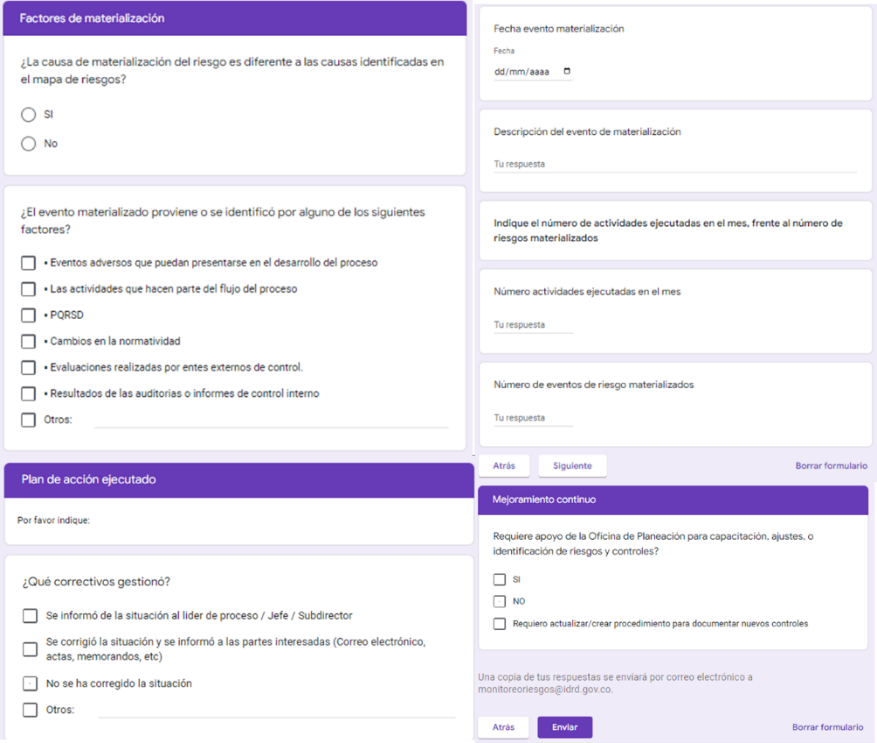 Factores de materialización
¿La causa de materialización del riesgo es diferente a las causas identificadas en
el mapa de riesgos?
SI
No
¿El evento materializado proviene o se identificó por alguno de los siguientes
factores?
• Eventos adversos que puedan presentarse en el desarrollo del proceso
• Las actividades que hacen parte del flujo del proceso
• PQRSD
• Cambios en la normatividad
• Evaluaciones realizadas por entes externos de control.
• Resultados de las auditorias o informes de control interno
Otros:
Plan de acción ejecutado
Por favor indique:
¿Qué correctivos gestionó?
Se informó de la situación al lider de proceso / Jefe / Subdirector
Se corrigió la situación y se informó a las partes interesadas (Correo electrónico,
actas, memorandos, etc)
No se ha corregido la situación
Otros:
Fecha evento materialización
Fecha
dd/mm/aaaa
Descripción del evento de materialización
Tu respuesta
Indique el número de actividades ejecutadas en el mes, frente al número de
riesgos materializados
Número actividades ejecutadas en el mes
Tu respuesta
Número de eventos de riesgo materializados
Tu respuesta
Atrás
Siguiente
Borrar formulario
Mejoramiento continuo
Requiere apoyo de la Oficina de Planeación para capacitación, ajustes, o
identificación de riesgos y controles?
SI
NO
Requiero actualizar/crear procedimiento para documentar nuevos controles
Una copia de tus respuestas se enviará por correo electrónico a
monitoreoriesgos@idrd.gov.co.
Atrás
Enviar
Borrar formulario